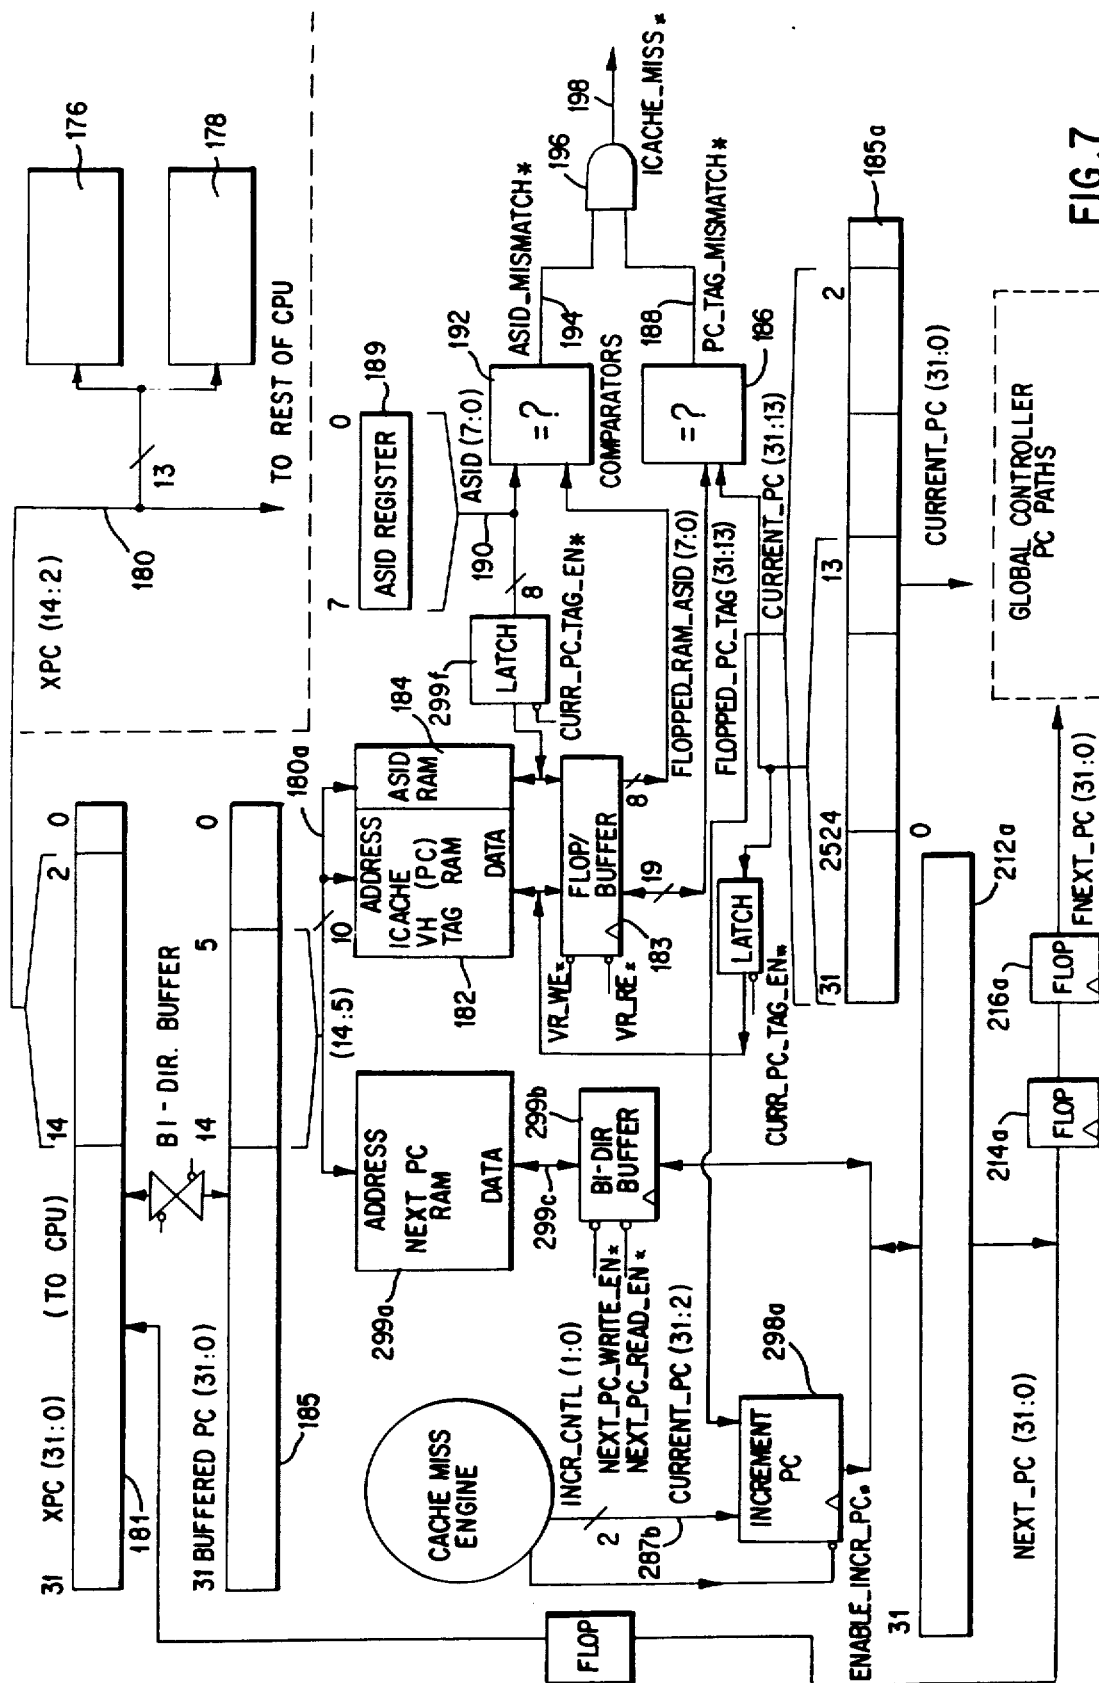 XPC (31:0)
(TO CPU)
31
14
2
0
181
BI-DIR. BUFFER
31 BUFFERED PC (31:0)
14
5
0
185
(14:5)
XPC (14:2)
180
13
TO REST OF CPU
176
178
180a
10
ADDRESS
NEXT PC
RAM
DATA
299a
ADDRESS
ICACHE
VH (PC)
TAG RAM
DATA
182
ASID
RAM
184
7
0
ASID REGISTER
189
ASID (7:0)
190
8
LATCH
299f
CURR_PC_TAG_EN*
192
=?
COMPARATORS
ASID_MISMATCH*
194
196
198
ICACHE_MISS*
188
PC_TAG_MISMATCH*
=?
186
CACHE MISS
ENGINE
INCR_CNTL (1:0)
2
287b
299c
BI-DIR
BUFFER
299b
NEXT_PC_WRITE_EN*
NEXT_PC_READ_EN*
CURRENT_PC (31:2)
VR_WE*
VR_RE*
FLOP/
BUFFER
183
8
19
FLOPPED_RAM_ASID (7:0)
FLOPPED_PC_TAG (31:13)
CURRENT_PC (31:13)
LATCH
CURR_PC_TAG_EN*
INCREMENT
PC
298a
ENABLE_INCR_PC*
31
2524
13
2
185a
CURRENT_PC (31:0)
31
0
212a
FLOP
NEXT_PC (31:0)
214a
FLOP
216a
FLOP
FNEXT_PC (31:0)
GLOBAL CONTROLLER
PC PATHS
FIG.7